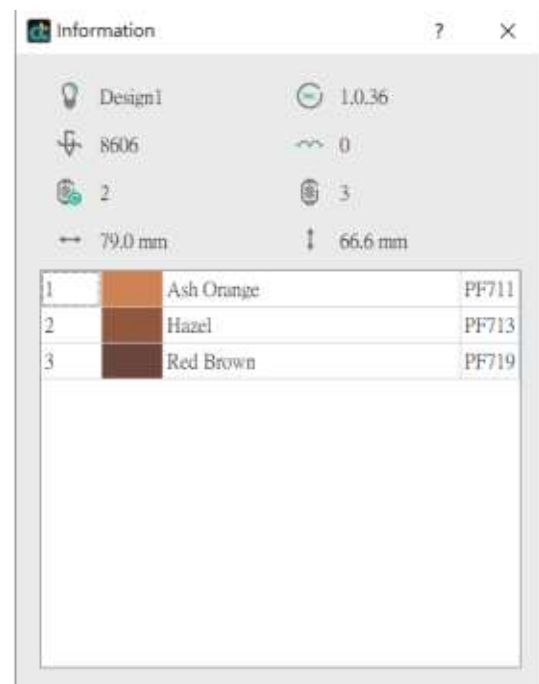 Information ?
Design1 1.0.36
8606 0
2 3
79.0 mm 66.6 mm
1 Ash Orange PF711
2 Hazel PF713
3 Red Brown PF719